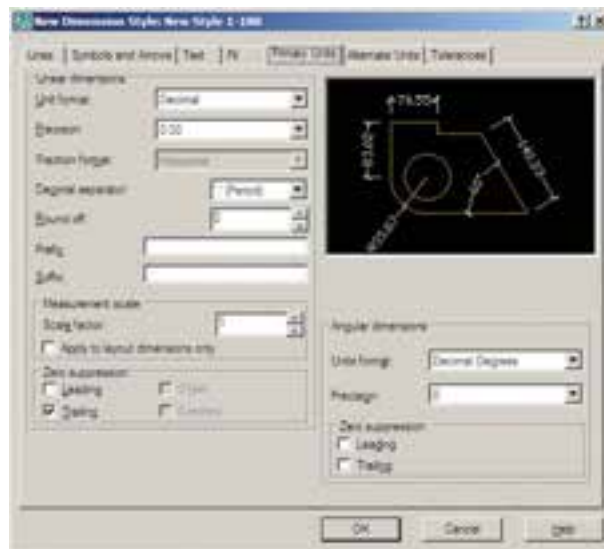 New Dimension Style: New Style 1-100
Lines Symbols and Arrows Text Fit Primary Units Alternate Units Tolerances
Linear dimensions
Unit format: Decimal
Precision 0.00
Fraction format:
Decimal separator: '.' (Period)
Round off:
Prefix:
Suffix:
Measurement scale
Scale factor: 1
Apply to layout dimensions only
Zero suppression
Leading
Trailing
Angular dimensions
Units format: Decimal Degrees
Precision: 0
Zero suppression
Leading
Trailing
OK Cancel Help